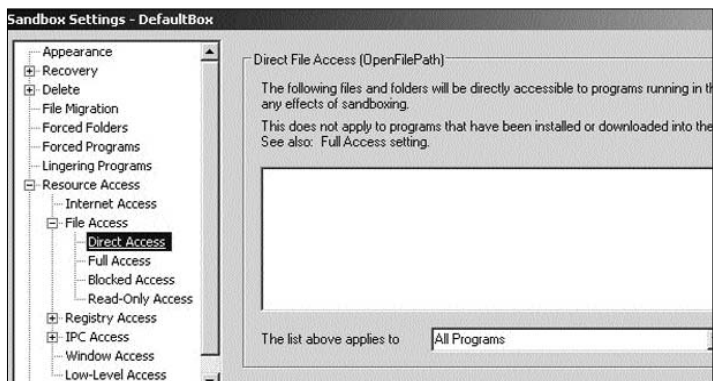 Sandbox Settings - DefaultBox
Appearance
Recovery
Delete
File Migration
Forced Folders
Forced Programs
Lingering Programs
Resource Access
Internet Access
File Access
Direct Access
Full Access
Blocked Access
Read-Only Access
Registry Access
IPC Access
Window Access
Low-Level Access
Direct File Access (OpenFilePath)
The following files and folders will be directly accessible to programs running in
any effects of sandboxing.
This does not apply to programs that have been installed or downloaded into the
See also: Full Access setting.
The list above applies to
All Programs